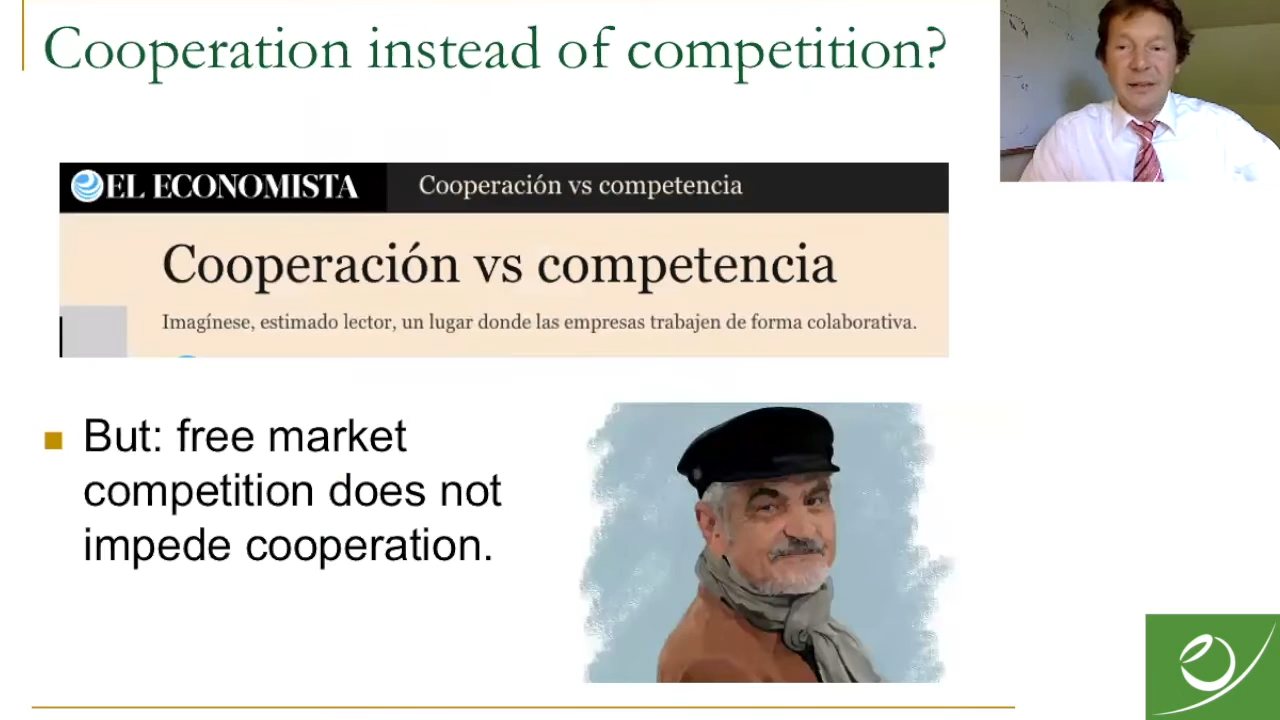 Cooperation instead of competition?
EL ECONOMISTA
Cooperación vs competencia
Cooperación vs competencia
Imagínese, estimado lector, un lugar donde las empresas trabajen de forma colaborativa.
But: free market
competition does not
impede cooperation.